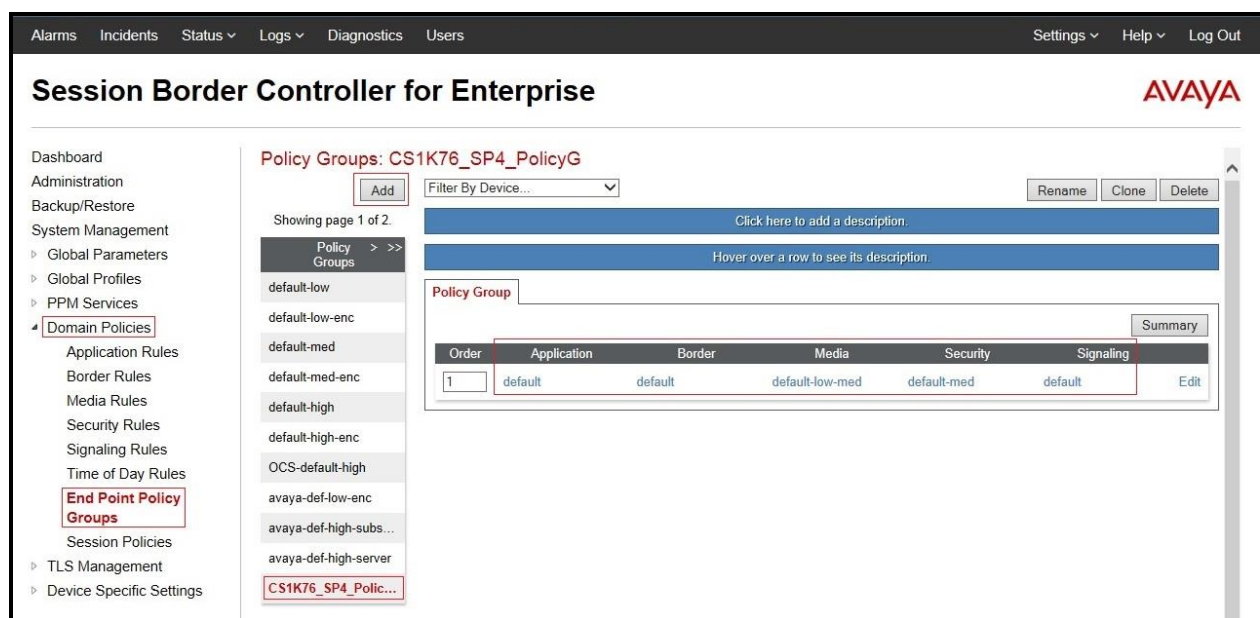 Alarms Incidents Status Logs Diagnostics Users Settings Help Log Out
Session Border Controller for Enterprise
AVAYA
Dashboard
Administration
Backup/Restore
System Management
Global Parameters
Global Profiles
PPM Services
Domain Policies
Application Rules
Border Rules
Media Rules
Security Rules
Signaling Rules
Time of Day Rules
End Point Policy
Groups
Session Policies
TLS Management
Device Specific Settings
Policy Groups: CS1K76_SP4_PolicyG
Add
Showing page 1 of 2.
Policy > >>
Groups
default-low
default-low-enc
default-med
default-med-enc
default-high
default-high-enc
OCS-default-high
avaya-def-low-enc
avaya-def-high-subs...
avaya-def-high-server
CS1K76_SP4_Polic...
Filter By Device...
Rename Clone Delete
Click here to add a description.
Hover over a row to see its description.
Policy Group
Summary
Order Application Border Media Security Signaling
1 default default default-low-med default-med default Edit